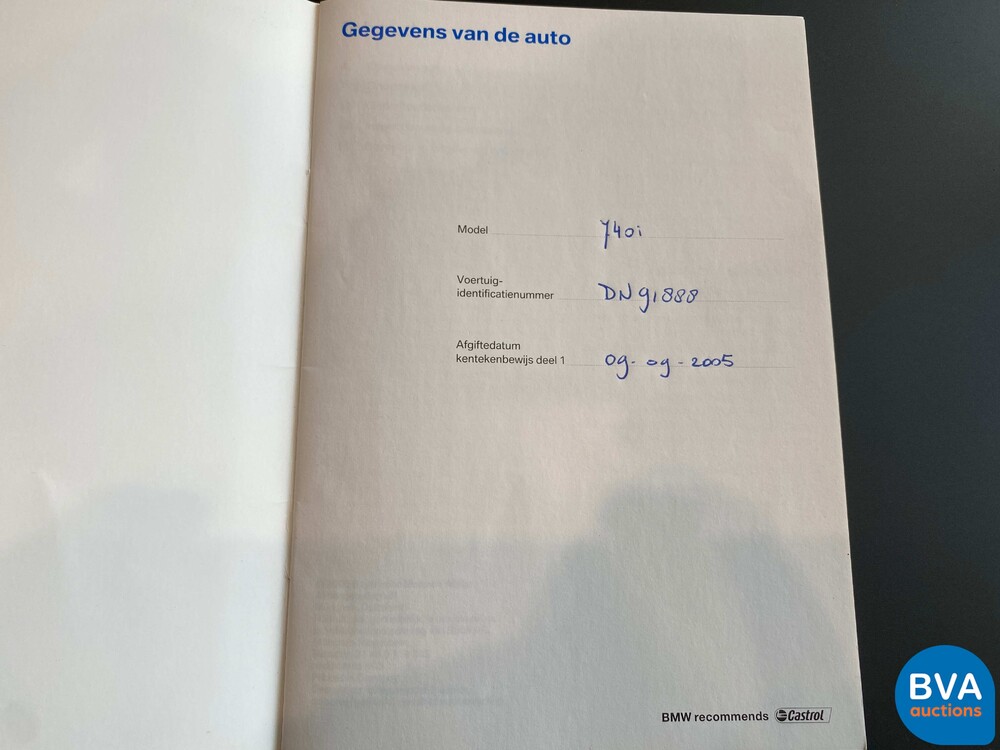 Gegevens van de auto
Model 740i
Voertuig-
identificatienummer DN91888
Afgiftedatum
kentekenbewijs deel 1 09-09-2005
BMW recommends Castrol
BVA
auctions